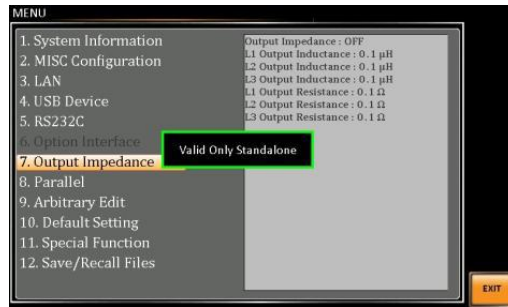 MENU
1. System Information
2. MISC Configuration
3. LAN
4. USB Device
5. RS232C
6. Option Interface
7. Output Impedance
8. Parallel
9. Arbitrary Edit
10. Default Setting
11. Special Function
12. Save/Recall Files
Output Impedance : OFF
L1 Output Inductance : 0.1 μH
L2 Output Inductance : 0.1 μH
L3 Output Inductance : 0.1 μH
L1 Output Resistance : 0.1 Ω
L2 Output Resistance : 0.1 Ω
L3 Output Resistance : 0.1 Ω
Valid Only Standalone
EXIT